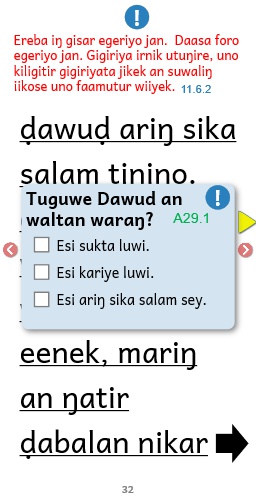 !
Ereba iŋ gisar egeriyo jan.  Daasa foro
egeriyo jan. Gigiriya irnik utuŋire, uno
kiligitir gigiriyata jikek an suwaliŋ
iikose uno faamutur wiiyek. 11.6.2
ḍawuḍ ariŋ sika
salam tinino.
!
Tuguwe Dawud an
waltan waraŋ? A29.1
Esi sukta luwi.
Esi kariye luwi.
Esi ariŋ sika salam sey.
eenek, mariŋ
an ŋatir
ḍabalan nikar
32